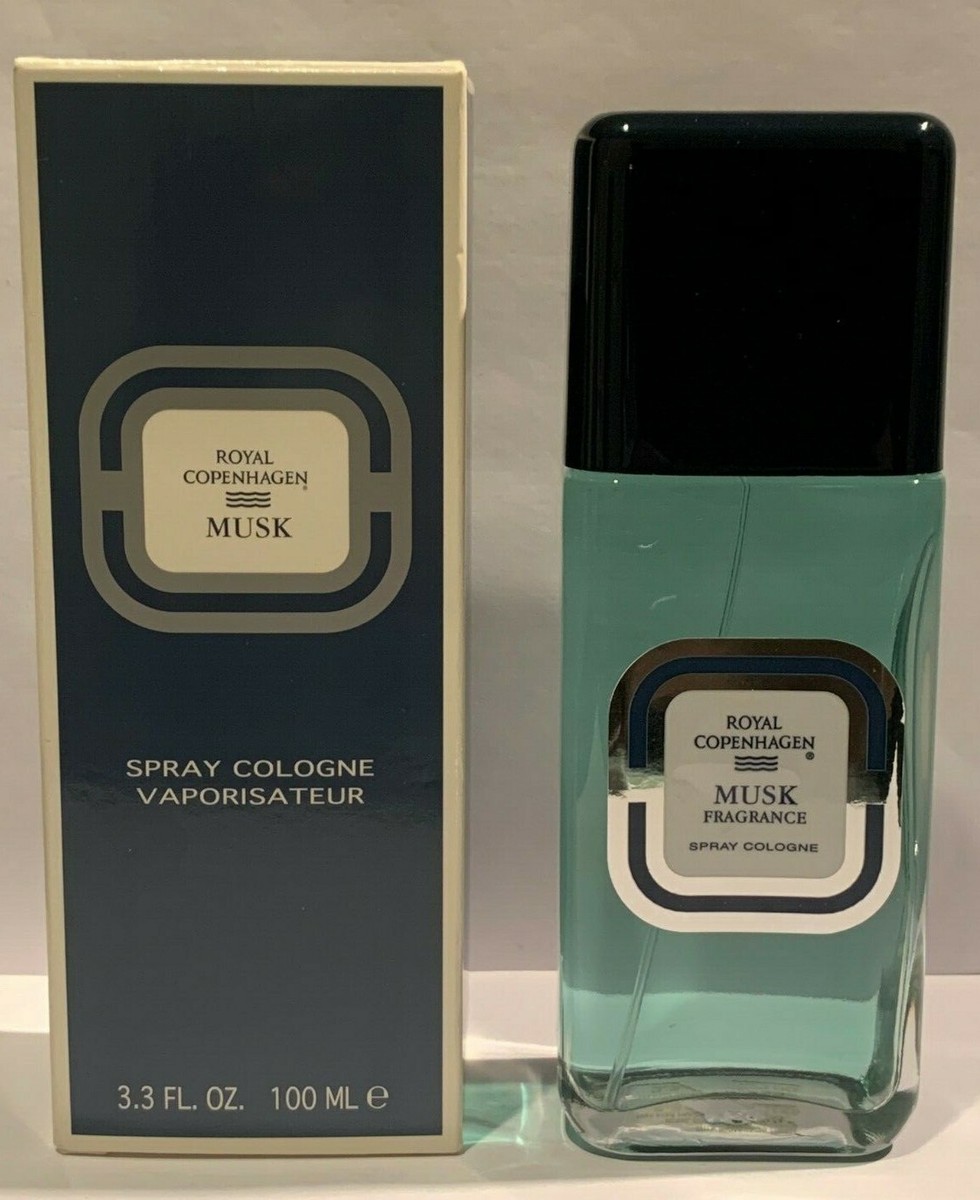 ROYAL
COPENHAGEN®
MUSK
SPRAY COLOGNE
VAPORISATEUR
3.3 FL. OZ. 100 ML ℮
ROYAL
COPENHAGEN®
MUSK
FRAGRANCE
SPRAY COLOGNE